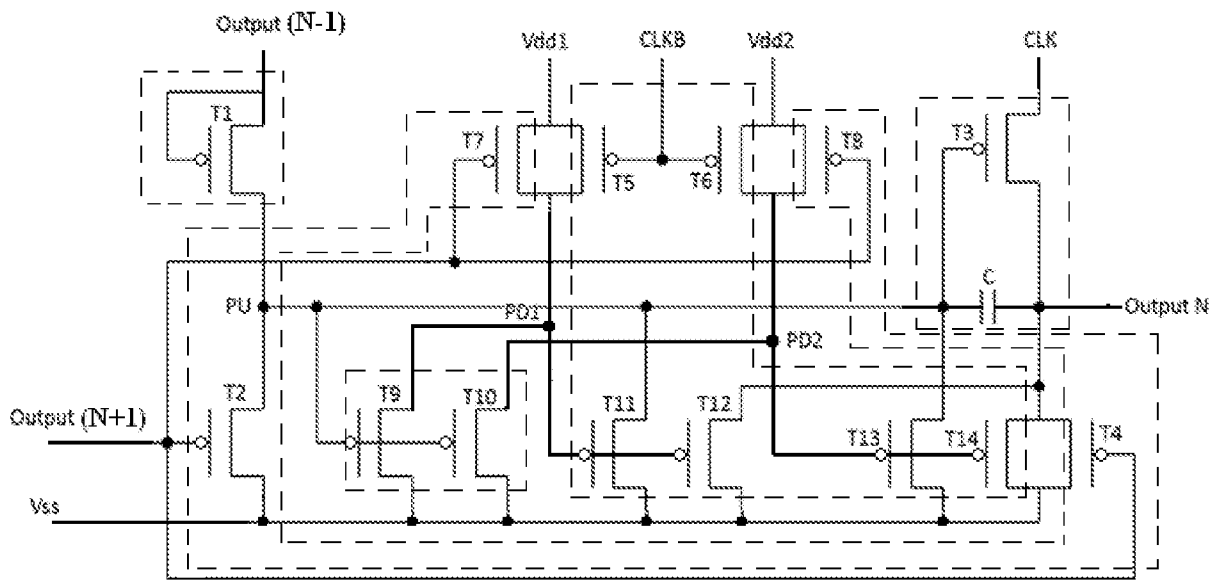 Output (N-1)
Vdd1
CLKB
Vdd2
CLK
T1
T7
T5
T6
T8
T3
C
PU
PD1
Output N
PD2
T2
T9
T10
T11
T12
Output (N+1)
T13
T14
T4
Vss